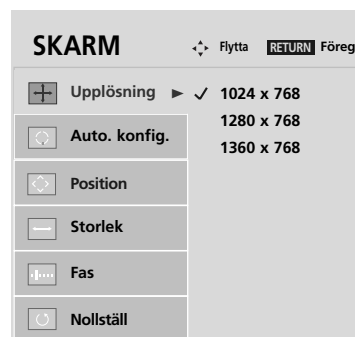 SKARM Flytta RETURN Föreg
Upplösning 1024 x 768
1280 x 768
Auto. konfig.
1360 x 768
Position
Storlek
Fas
Nollställ